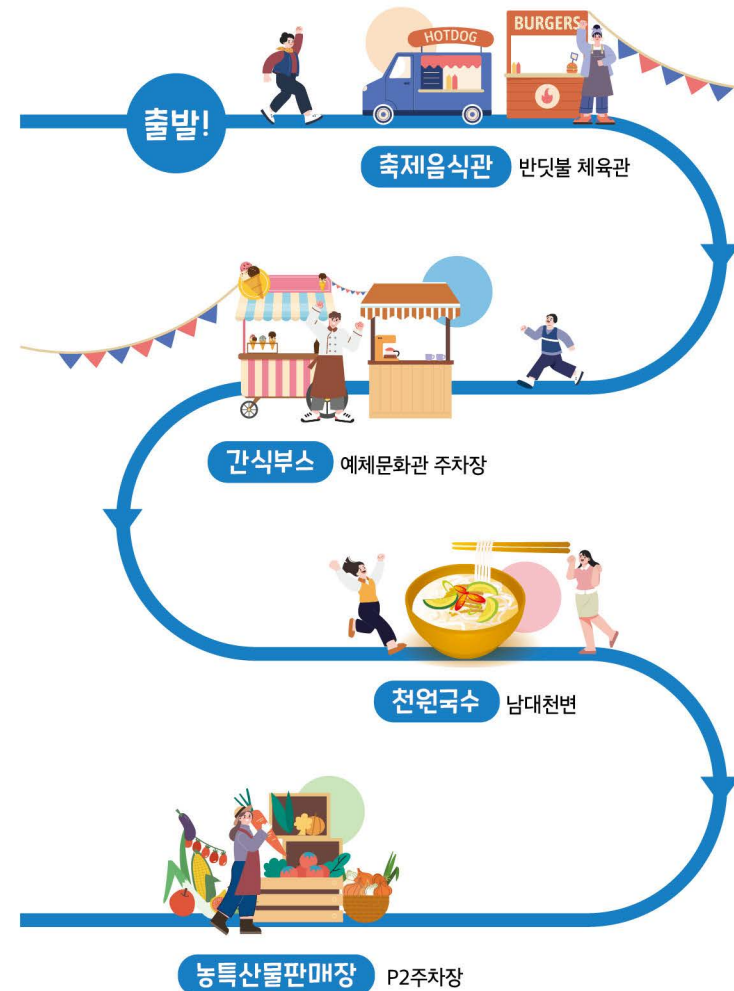 HOTDOG
BURGERS
출발!
축제음식관 반딧불 체육관
간식부스 예체문화관 주차장
천원국수 남대천변
농특산물판매장 P2주차장